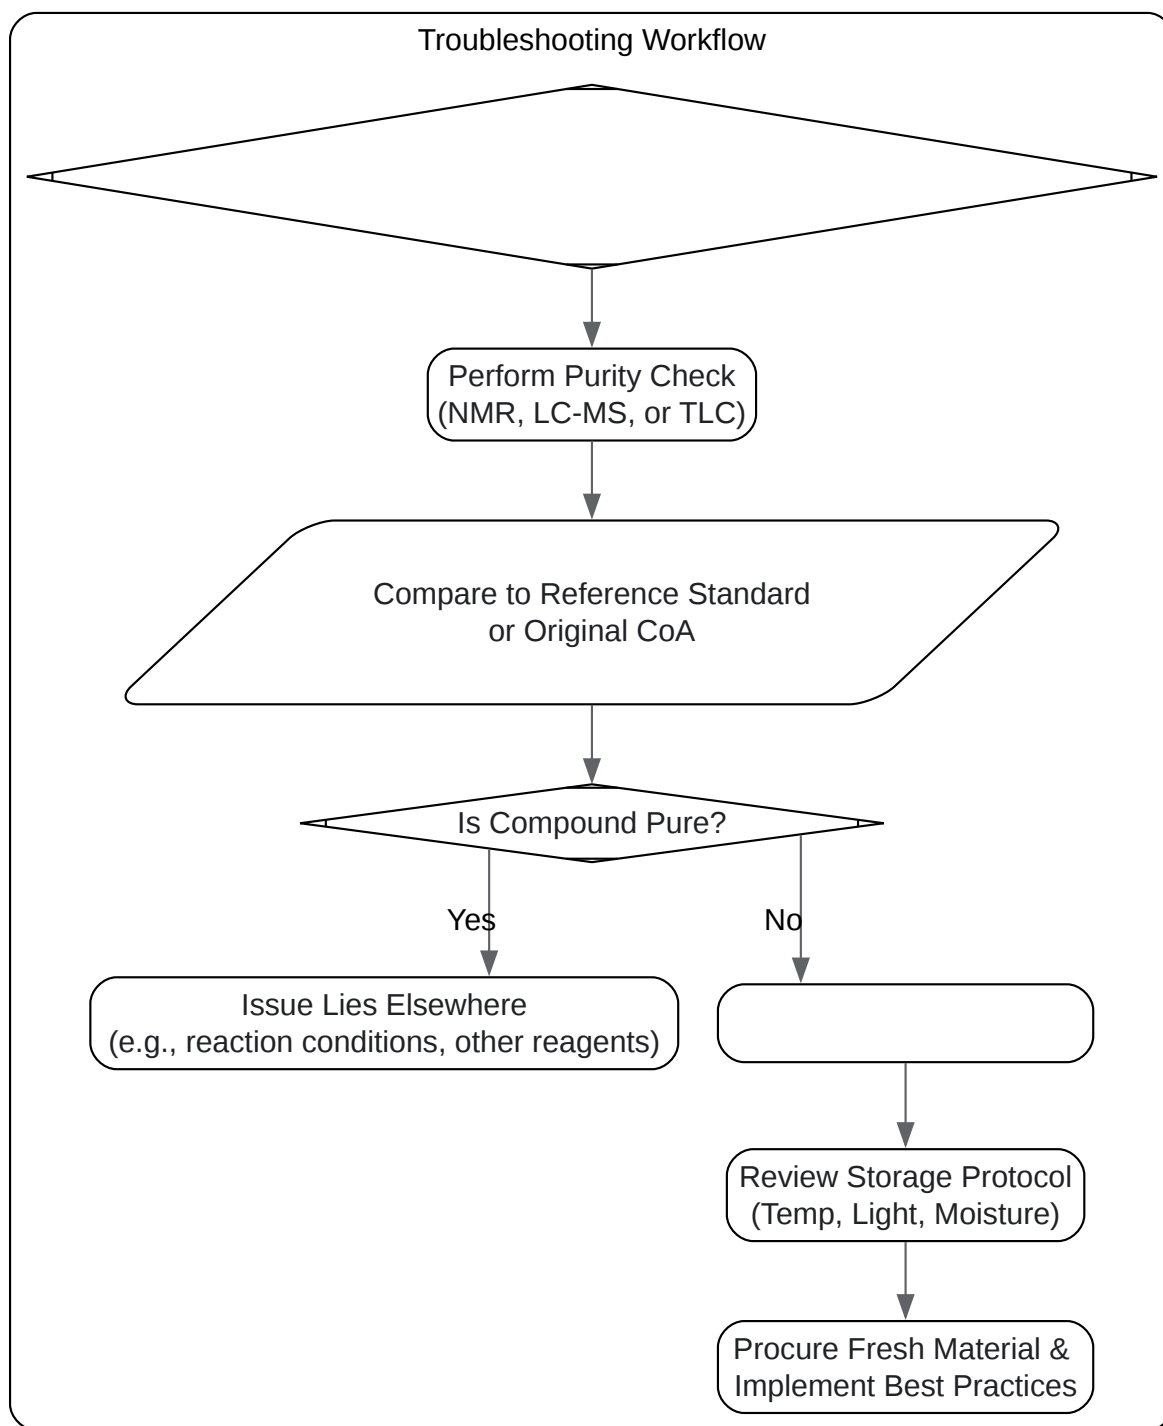 Troubleshooting Workflow
Perform Purity Check
(NMR, LC-MS, or TLC)
Compare to Reference Standard
or Original CoA
Is Compound Pure?
Yes
No
Issue Lies Elsewhere
(e.g., reaction conditions, other reagents)
Review Storage Protocol
(Temp, Light, Moisture)
Procure Fresh Material &
Implement Best Practices